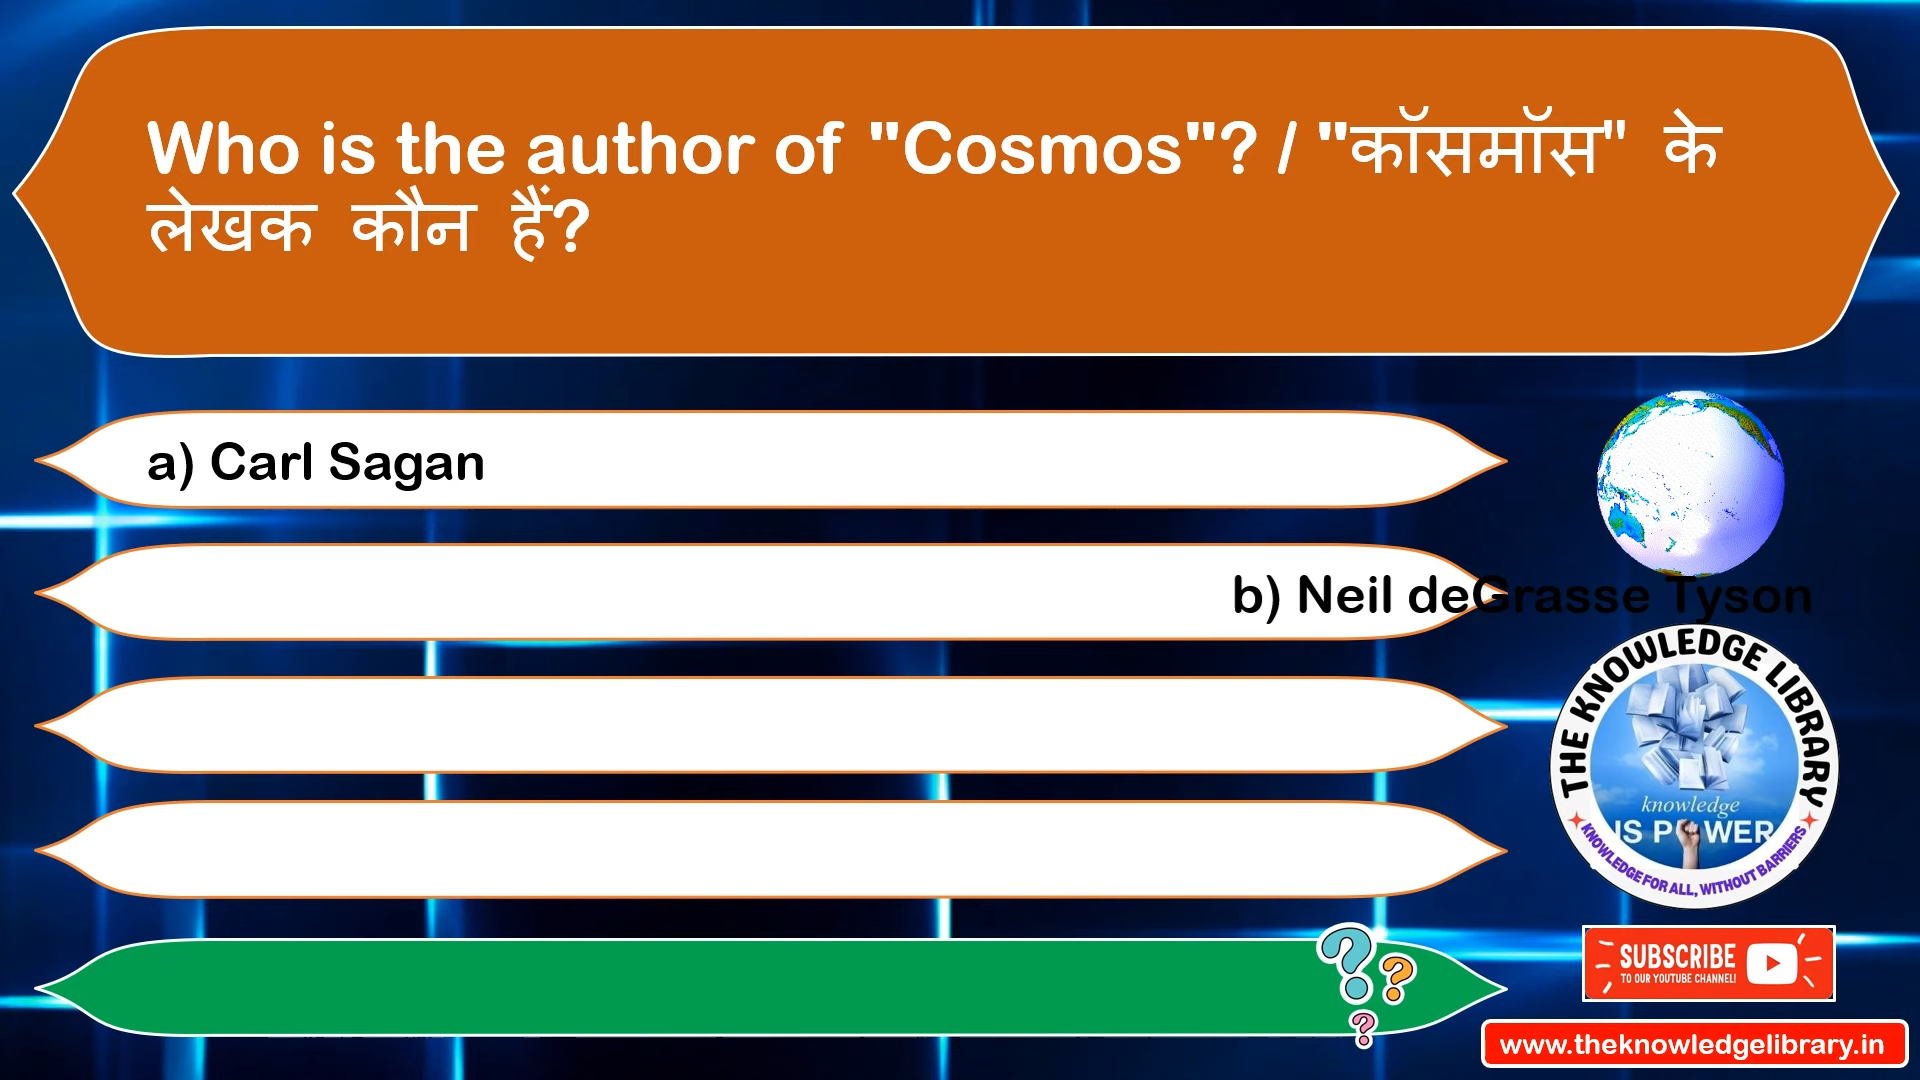 Who is the author of "Cosmos"? / "कॉसमॉस" के
लेखक कौन हैं?
a) Carl Sagan
b) Neil deGrasse Tyson
THE KNOWLEDGE LIBRARY
knowledge
IS POWER
KNOWLEDGE FOR ALL, WITHOUT BARRIERS
SUBSCRIBE
TO OUR YOUTUBE CHANNEL!
www.theknowledgelibrary.in